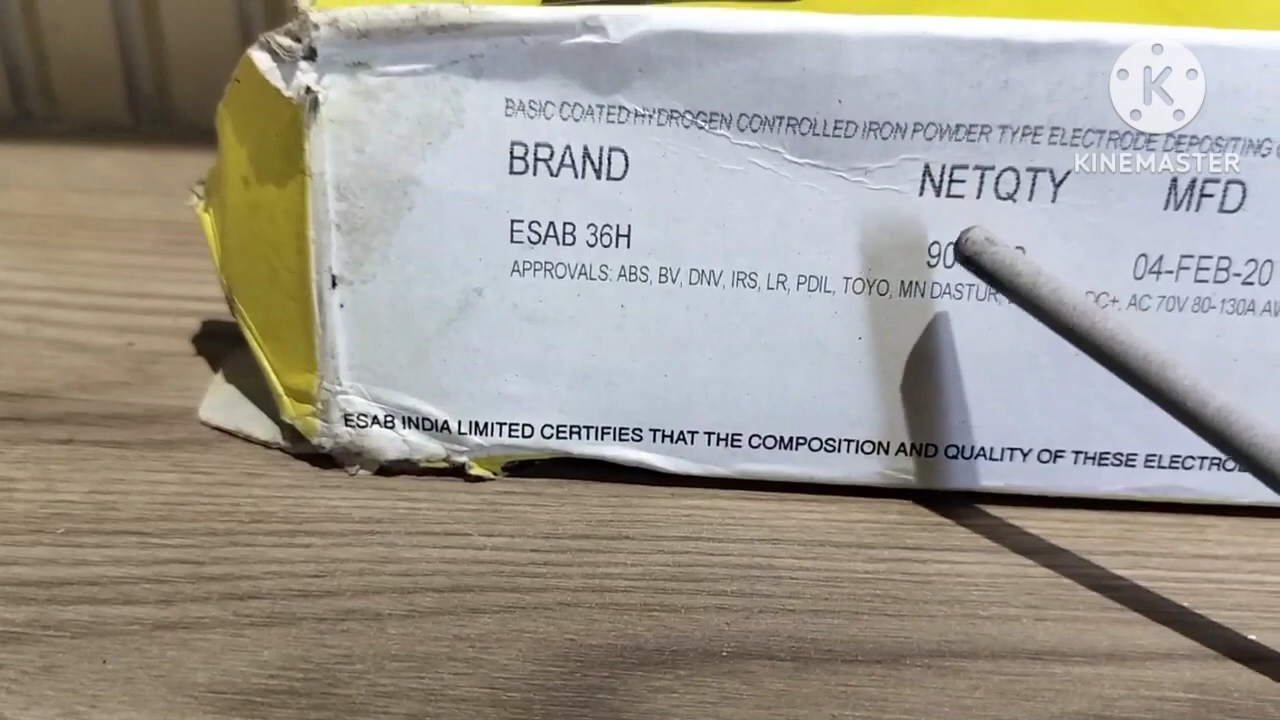 BASIC COATED HYDROGEN CONTROLLED IRON POWDER TYPE ELECTRODE DEPOSITING
BRAND NETQTY MFD
ESAB 36H 90 04-FEB-20
APPROVALS: ABS, BV, DNV, IRS, LR, PDIL, TOYO, MN DASTUR, DC+, AC 70V 80-130A
ESAB INDIA LIMITED CERTIFIES THAT THE COMPOSITION AND QUALITY OF THESE
K
KINEMASTER